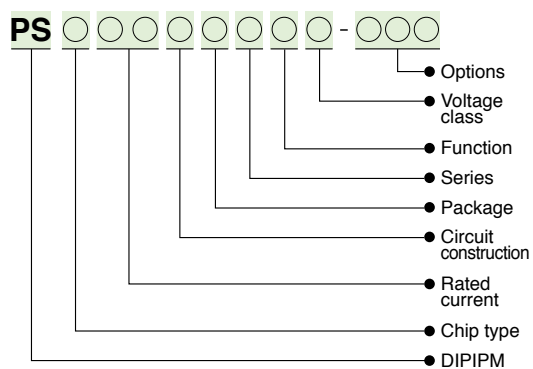 PS ○ ○○ ○ ○ ○ ○ ○ - ○○○
Options
Voltage
class
Function
Series
Package
Circuit
construction
Rated
current
Chip type
DIPIPM